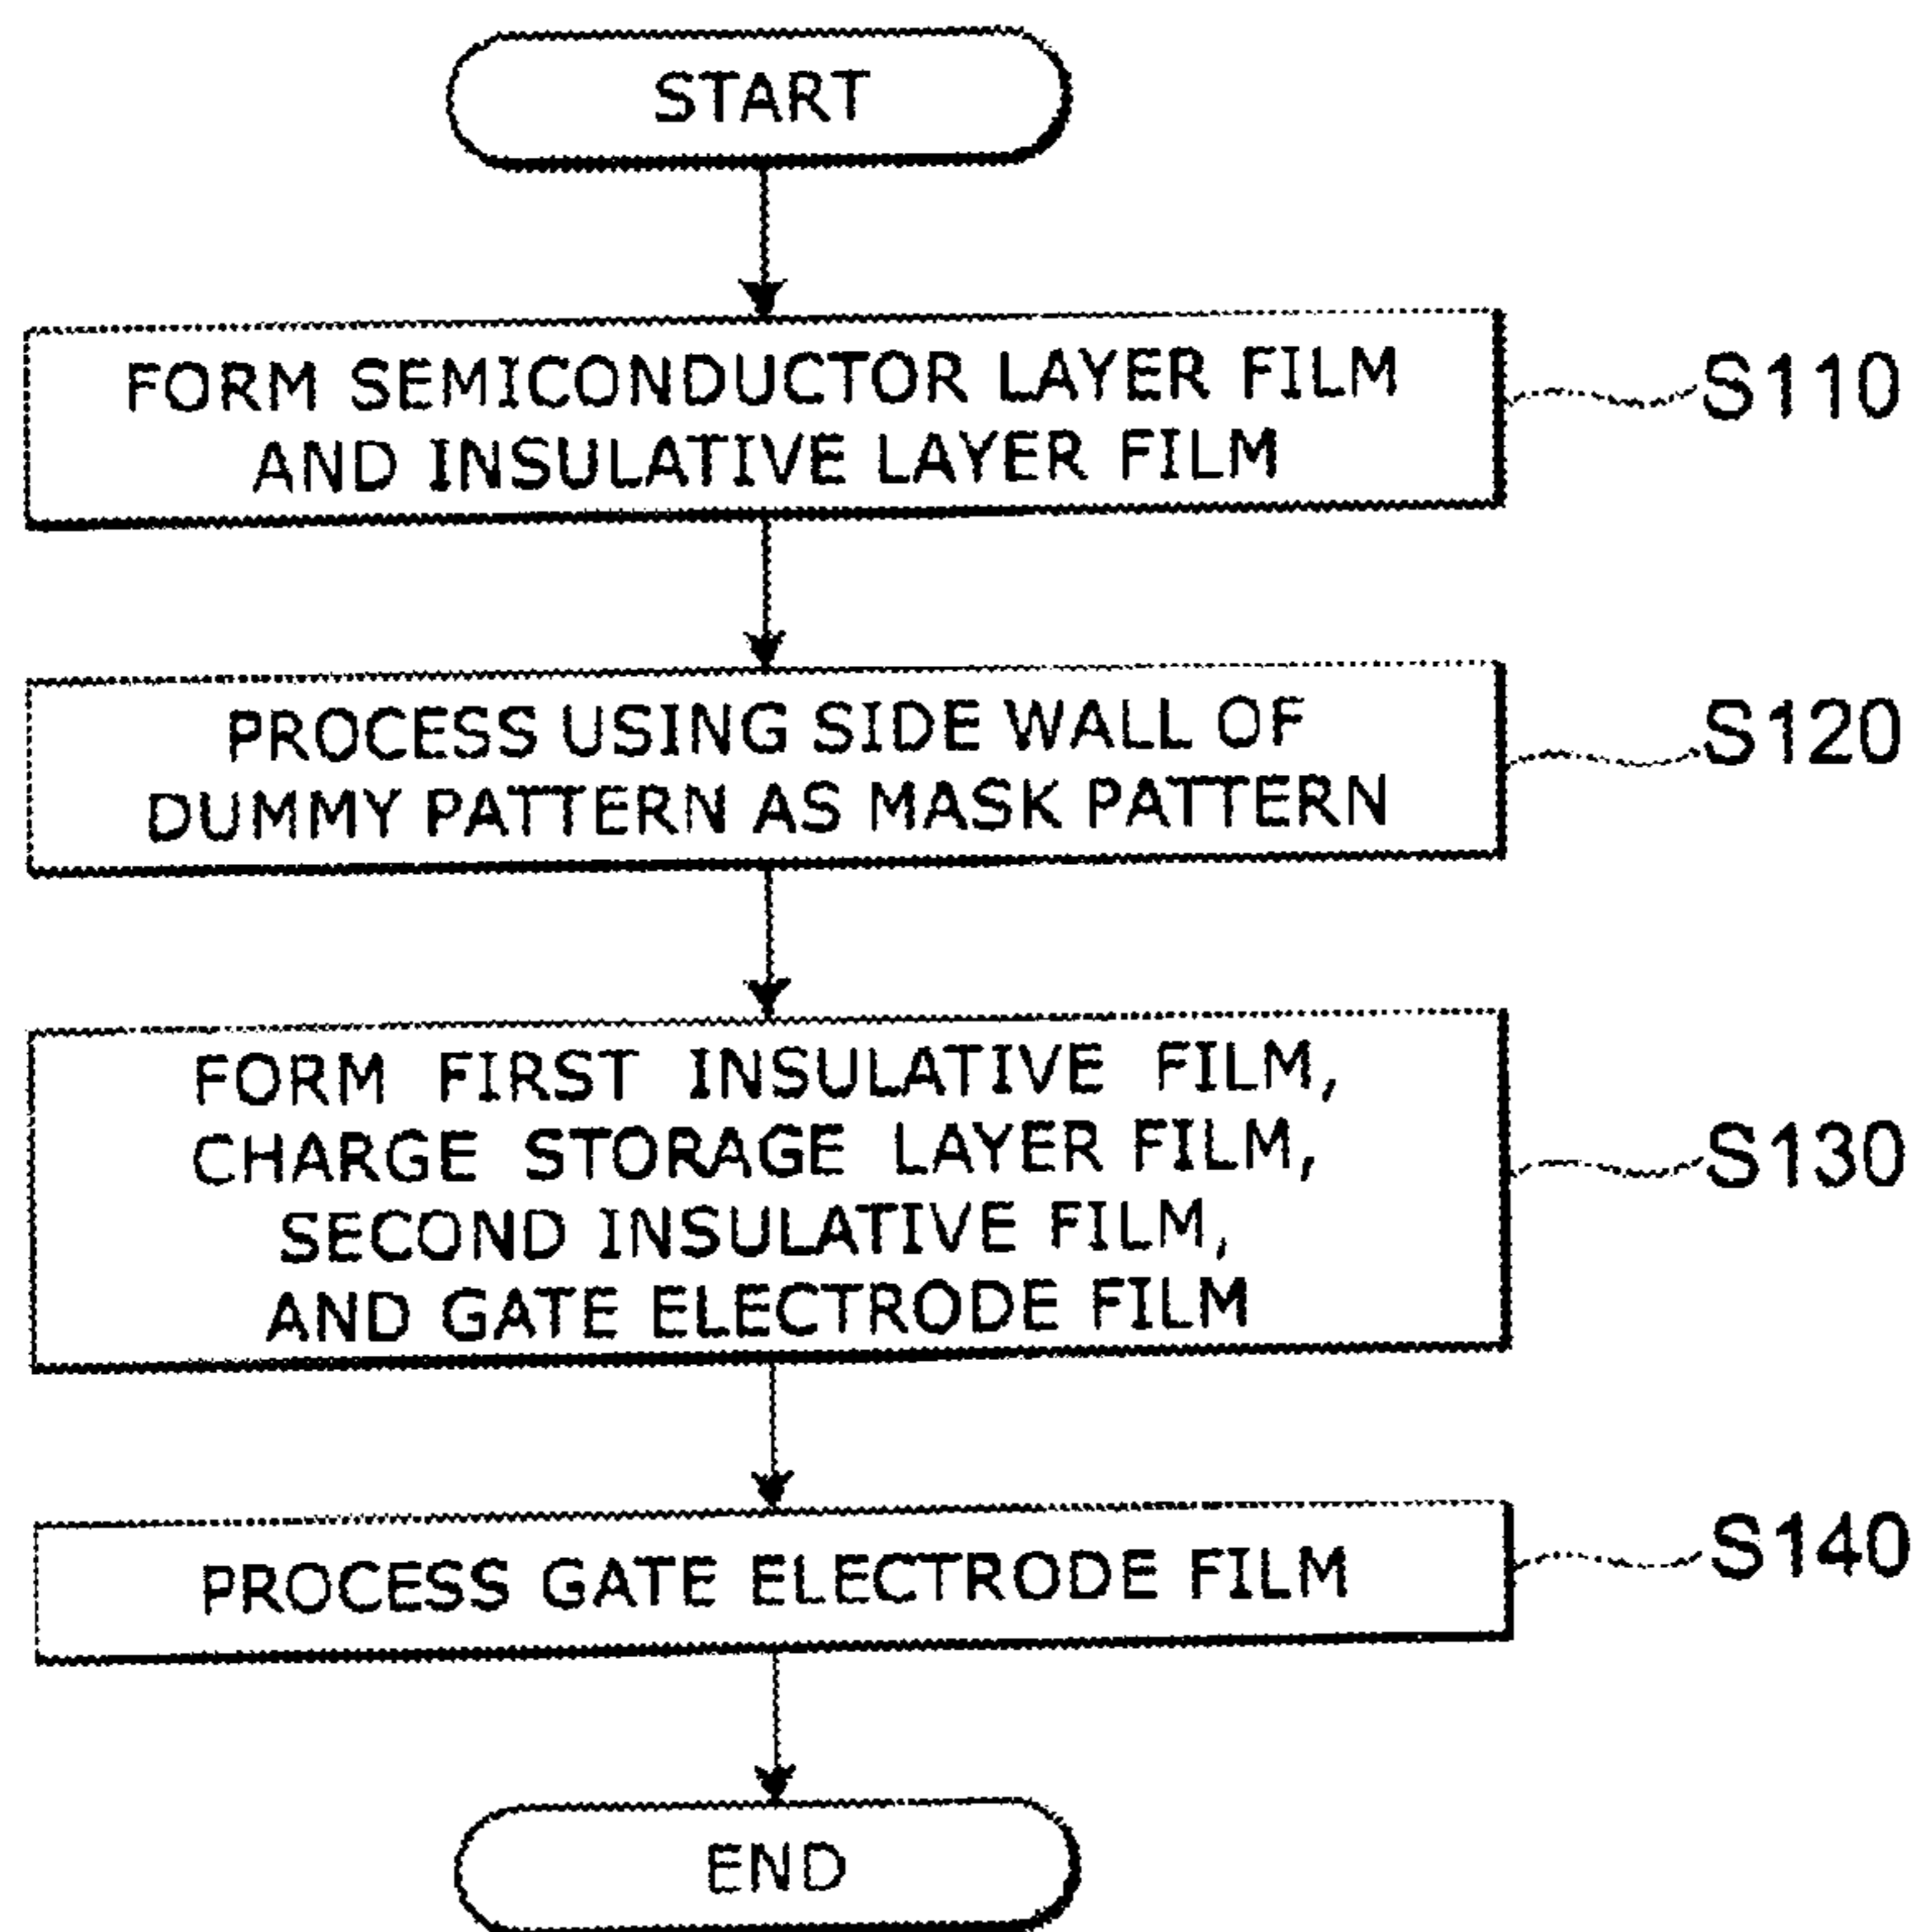 START
FORM SEMICONDUCTOR LAYER FILM
AND INSULATIVE LAYER FILM
S110
PROCESS USING SIDE WALL OF
DUMMY PATTERN AS MASK PATTERN
S120
FORM FIRST INSULATIVE FILM,
CHARGE STORAGE LAYER FILM,
SECOND INSULATIVE FILM,
AND GATE ELECTRODE FILM
S130
PROCESS GATE ELECTRODE FILM
S140
END